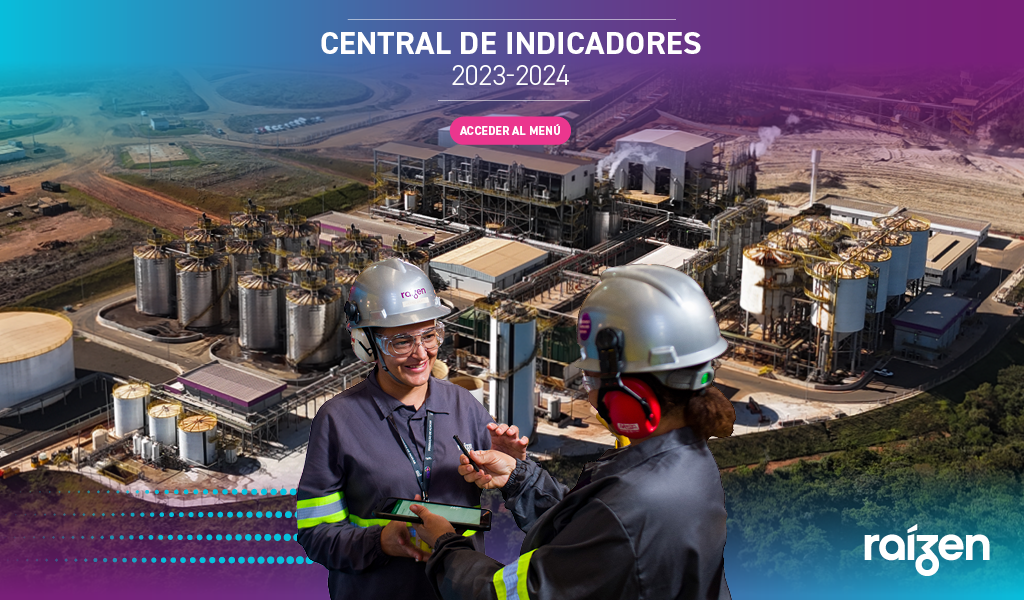 CENTRAL DE INDICADORES
2023-2024
ACCEDER AL MENÚ
raízen
raízen